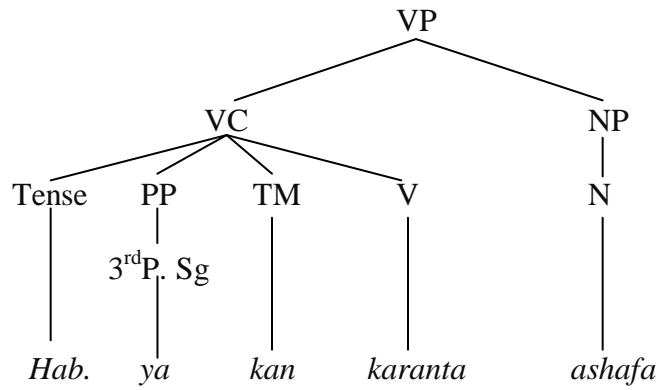 VP
VC NP
Tense PP TM V N
3rdP. Sg
Hab. ya kan karanta ashafa